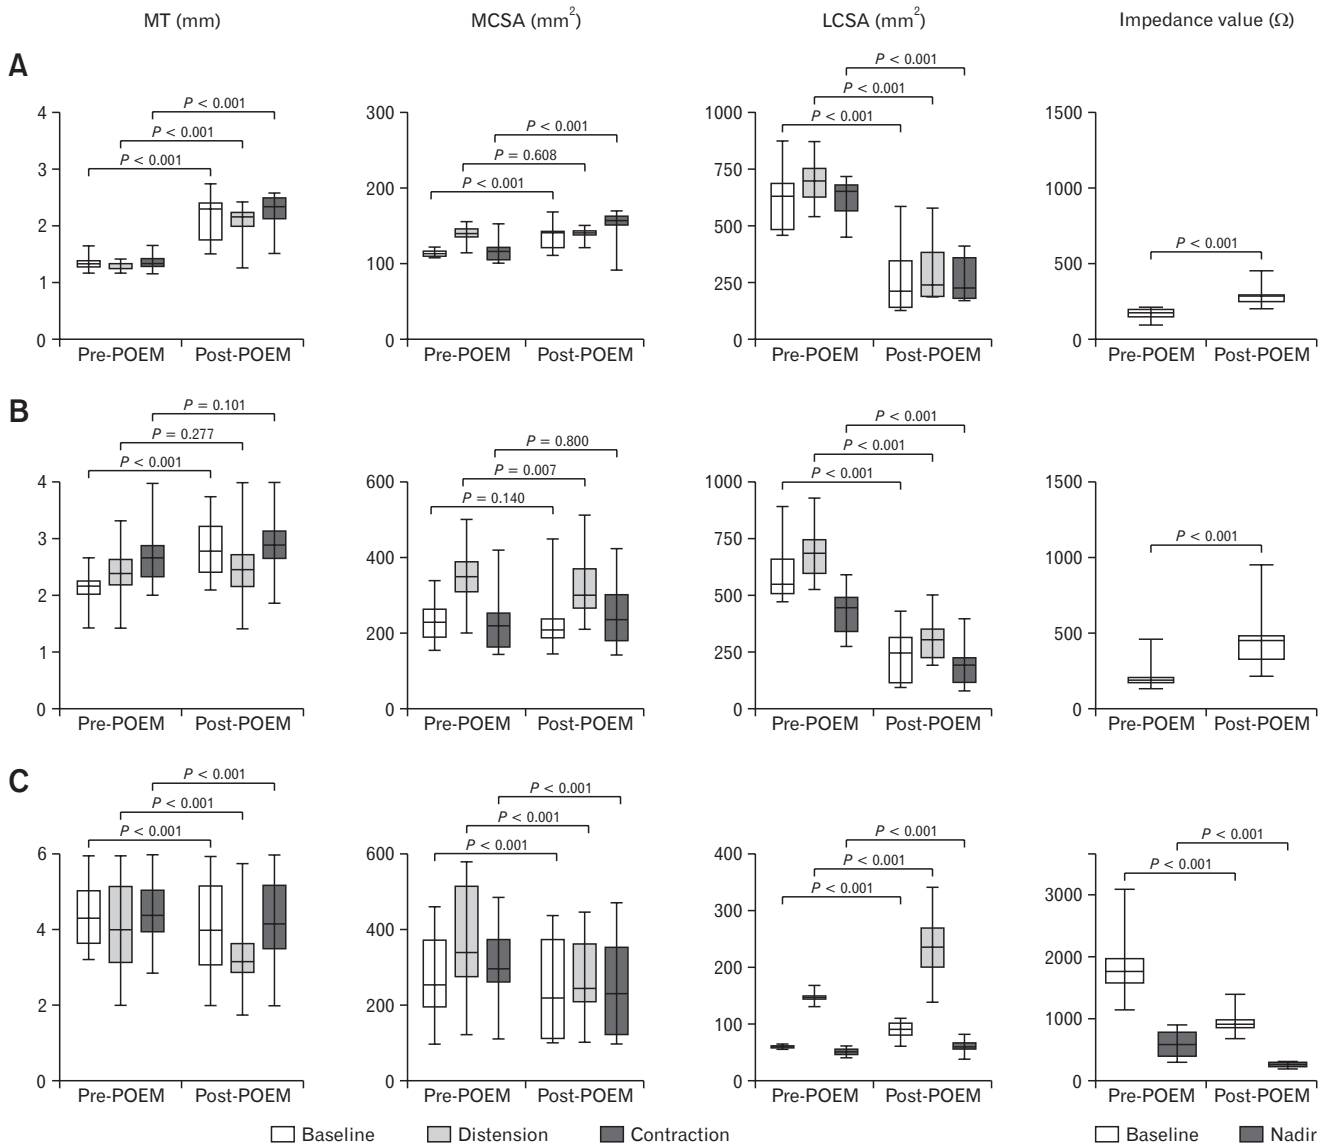 MT (mm) MCSA (mm²) LCSA (mm²) Impedance value (Ω)
A
P < 0.001
P < 0.001 P < 0.001
4 P < 0.001 300 P < 0.001 1000 P < 0.001 1500
P < 0.001 P = 0.608
3 P < 0.001 200 P < 0.001 750 1000
2 500
100 500 P < 0.001
1 250
0 0 0 0
Pre-POEM Post-POEM Pre-POEM Post-POEM Pre-POEM Post-POEM Pre-POEM Post-POEM
B
P = 0.101 P < 0.001
P = 0.277 P = 0.800 P < 0.001
P < 0.001 P = 0.007 P < 0.001
4 600 P = 0.140 1000 1500
3 400 750 1000 P < 0.001
2 500
200 500
1 250
0 0 0 0
Pre-POEM Post-POEM Pre-POEM Post-POEM Pre-POEM Post-POEM Pre-POEM Post-POEM
C
P < 0.001 P < 0.001
P < 0.001 P < 0.001 P < 0.001 P < 0.001
P < 0.001 P < 0.001 P < 0.001 P < 0.001
6 600 400 P < 0.001
300 3000
4 400
200 2000
2 200
100 1000
0 0 0 0
Pre-POEM Post-POEM Pre-POEM Post-POEM Pre-POEM Post-POEM Pre-POEM Post-POEM
Baseline Distension Contraction Baseline Nadir